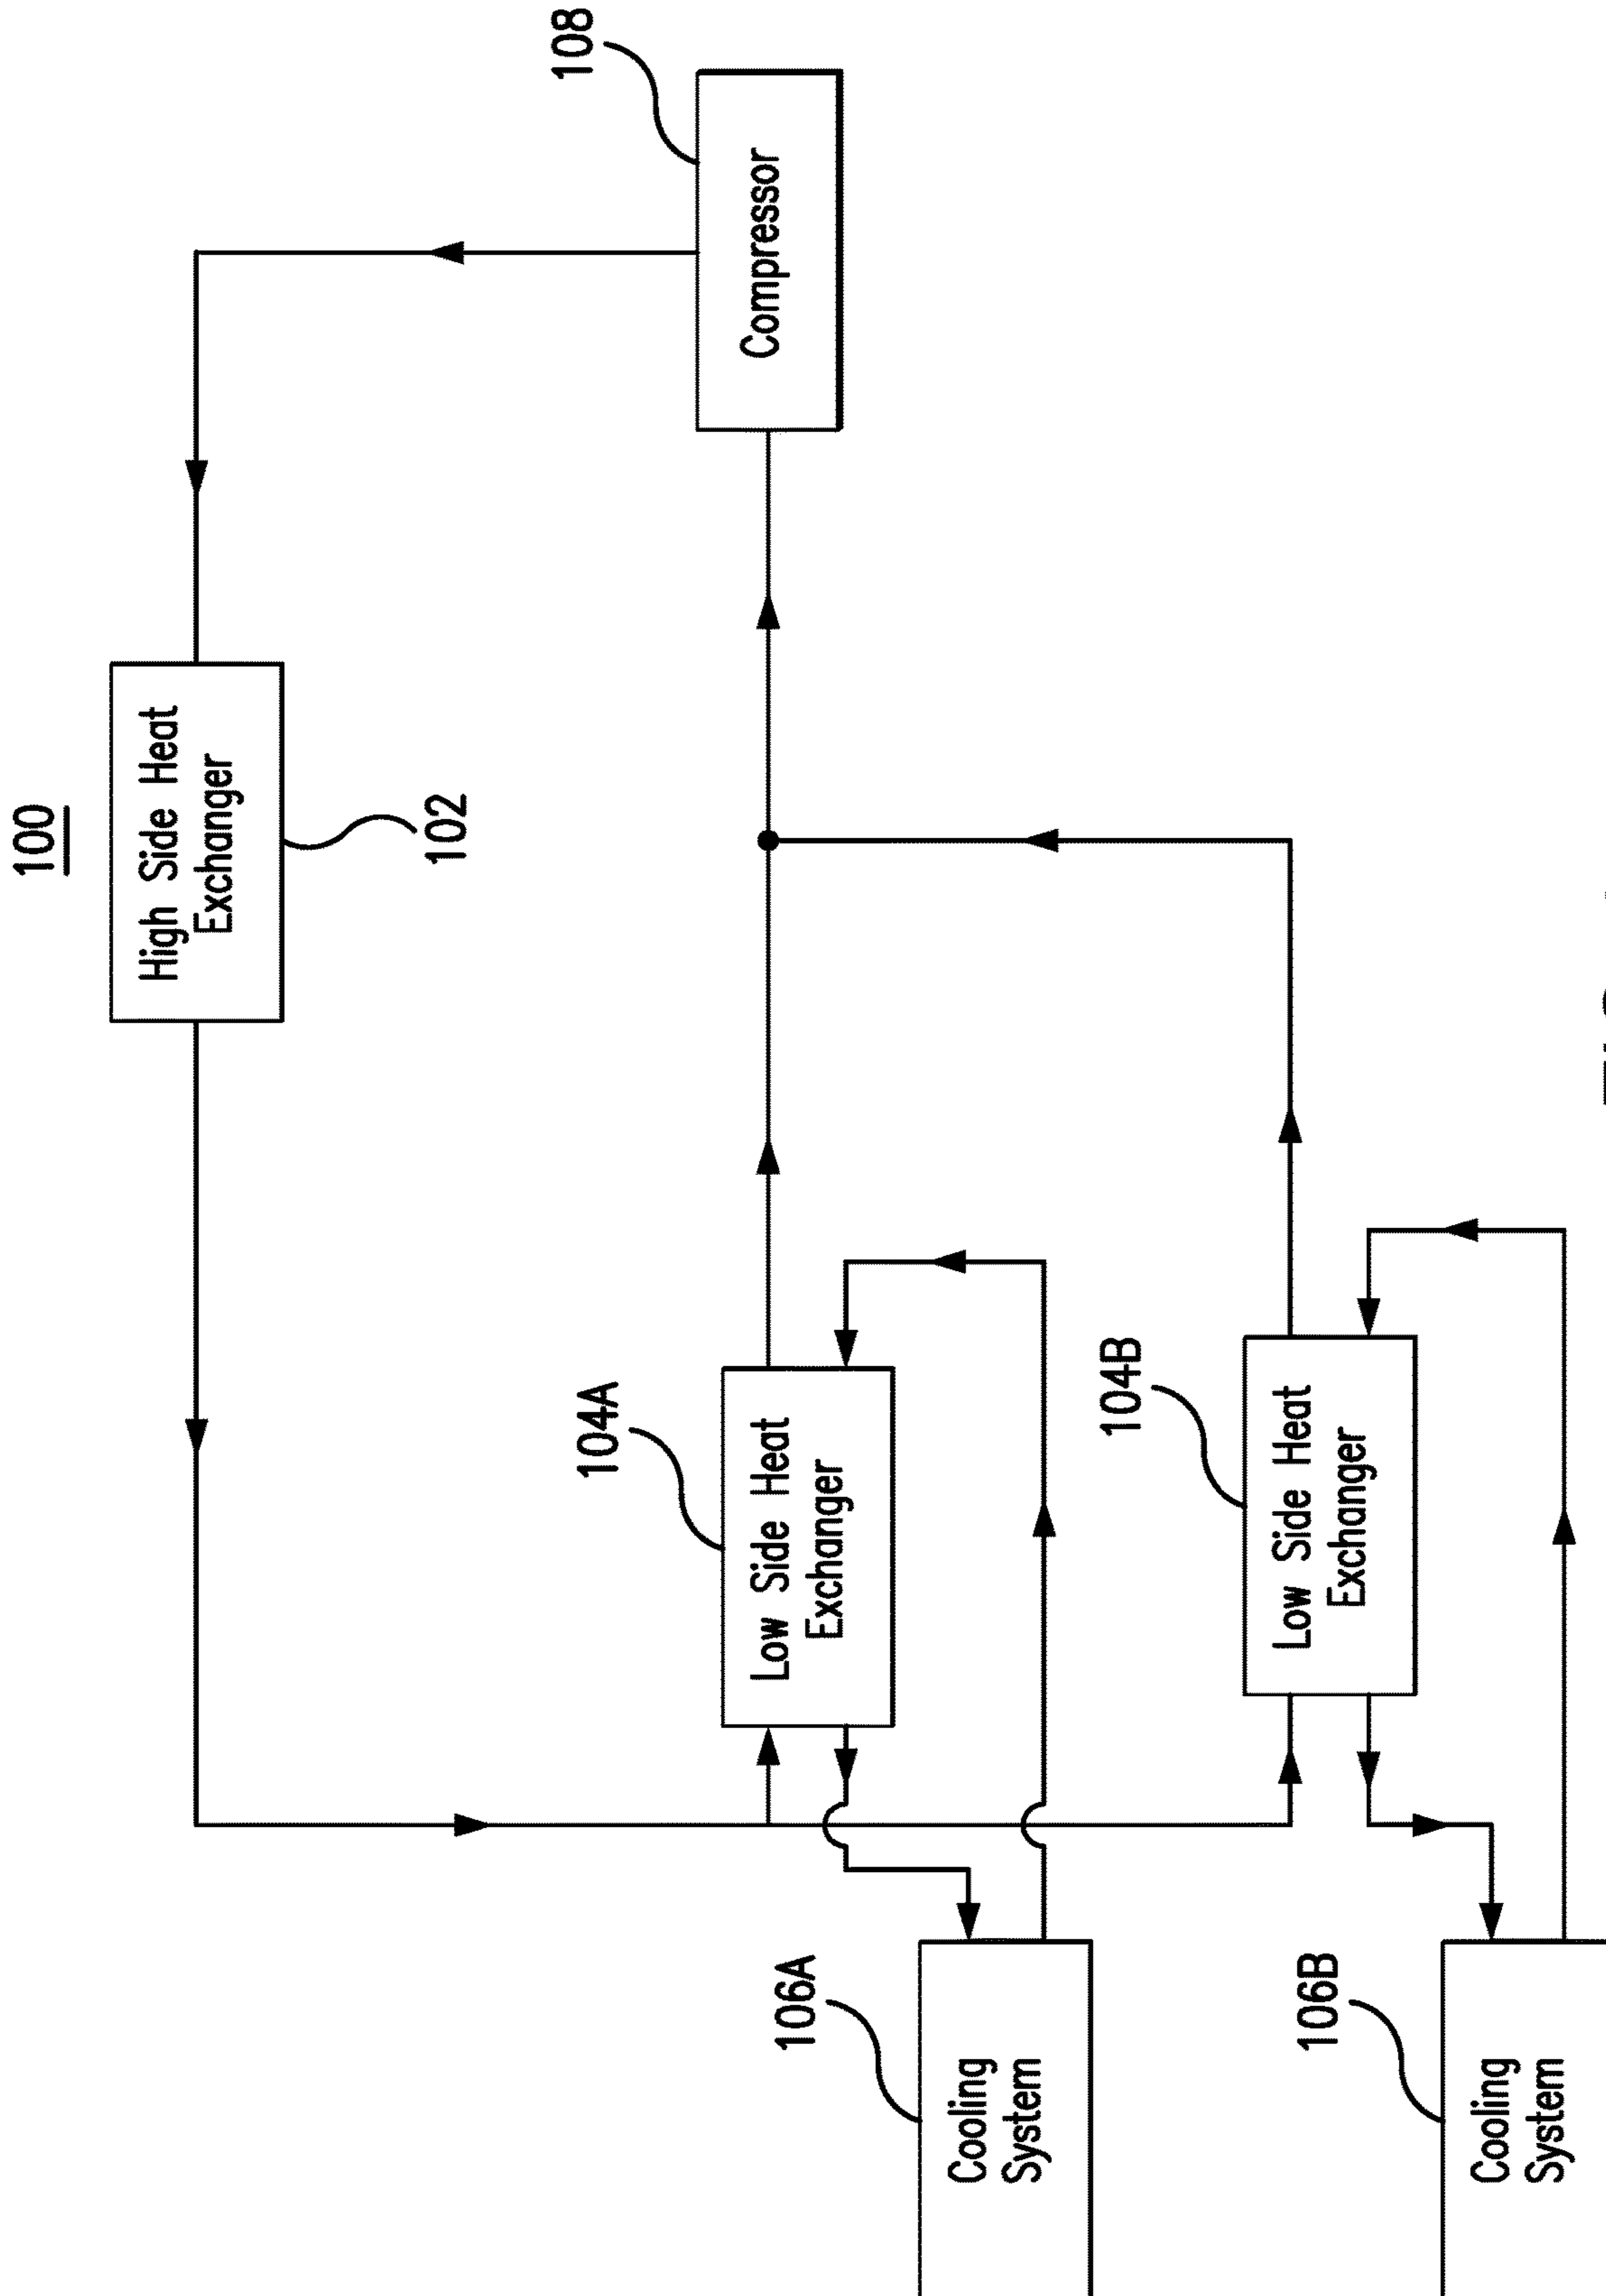 100
High Side Heat
Exchanger
102
108
Compressor
104A
Low Side Heat
Exchanger
104B
Low Side Heat
Exchanger
106A
Cooling
System
106B
Cooling
System